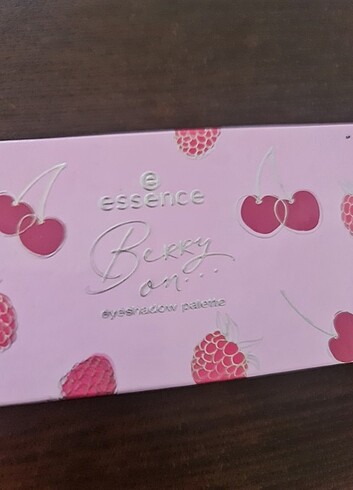 e
essence
Berry
on...
eyeshadow palette